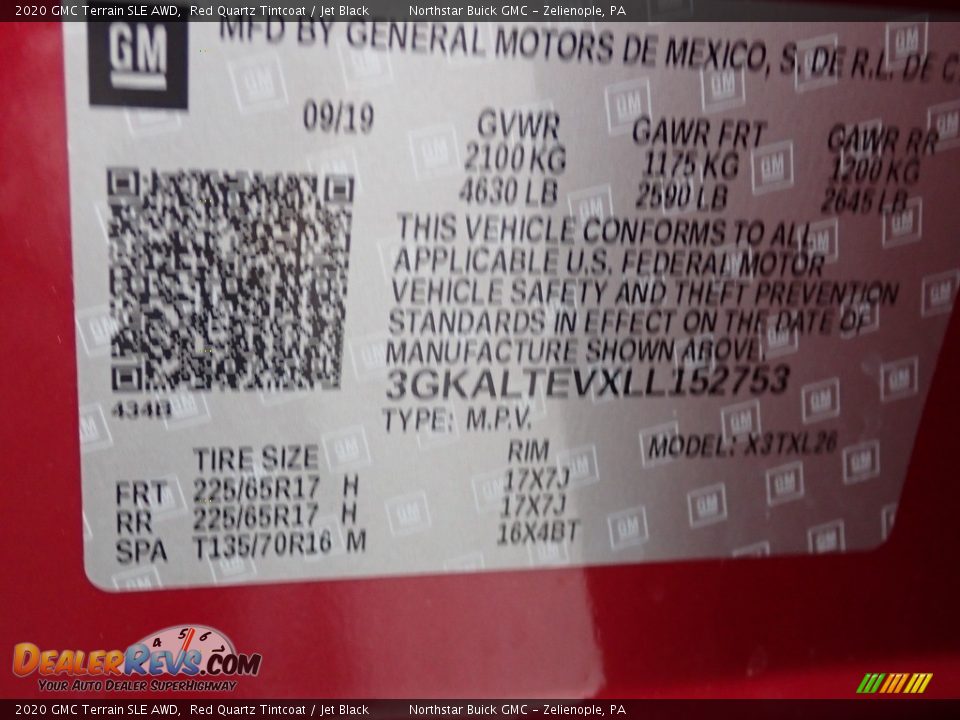 2020 GMC Terrain SLE AWD, Red Quartz Tintcoat / Jet Black Northstar Buick GMC - Zelienople, PA
GM
MFD BY GENERAL MOTORS DE MEXICO, S. DE R.L. DE C
09/19
GVWR GAWR FRT GAWR RR
2100 KG 1175 KG 1200 KG
4630 LB 2590 LB 2645 LB
THIS VEHICLE CONFORMS TO ALL
APPLICABLE U.S. FEDERAL MOTOR
VEHICLE SAFETY AND THEFT PREVENTION
STANDARDS IN EFFECT ON THE DATE OF
MANUFACTURE SHOWN ABOVE.
3GKALTEVXLL152753
434B
TYPE: M.P.V.
MODEL: X3TXL26
TIRE SIZE RIM
FRT 225/65R17 H 17X7J
RR 225/65R17 H 17X7J
SPA T135/70R16 M 16X4BT
4 5 6
DEALERREVS.COM
YOUR AUTO DEALER SUPERHIGHWAY
2020 GMC Terrain SLE AWD, Red Quartz Tintcoat / Jet Black Northstar Buick GMC - Zelienople, PA